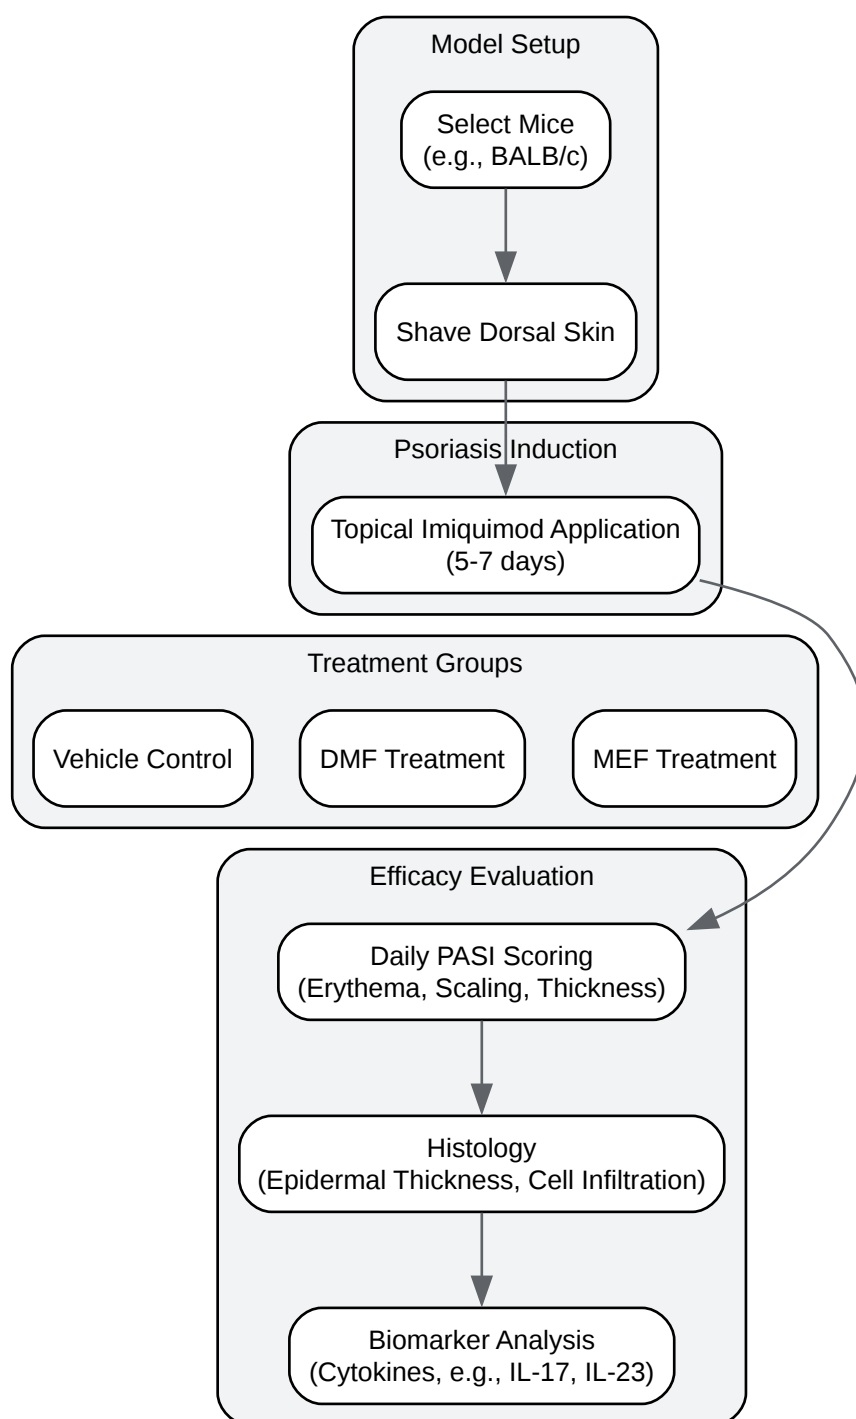 Model Setup
Select Mice
(e.g., BALB/c)
Shave Dorsal Skin
Psoriasis Induction
Topical Imiquimod Application
(5-7 days)
Treatment Groups
Vehicle Control
DMF Treatment
MEF Treatment
Efficacy Evaluation
Daily PASI Scoring
(Erythema, Scaling, Thickness)
Histology
(Epidermal Thickness, Cell Infiltration)
Biomarker Analysis
(Cytokines, e.g., IL-17, IL-23)